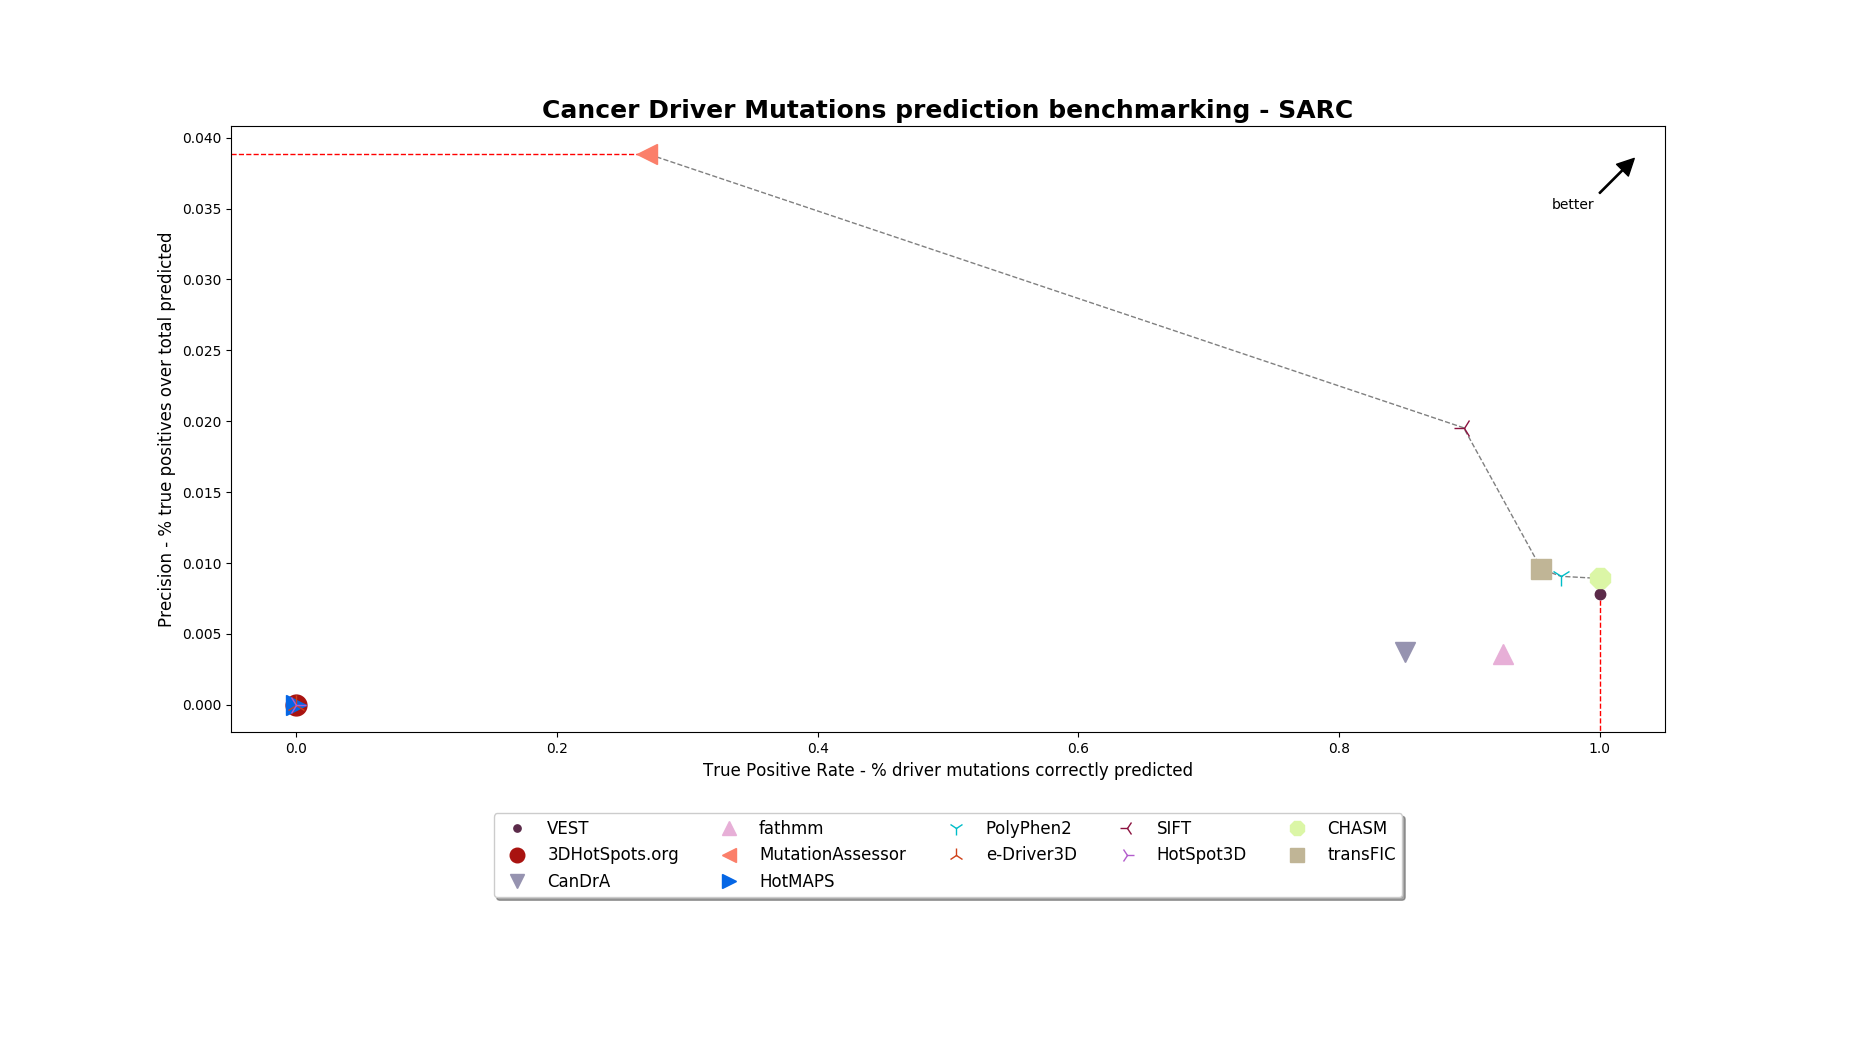 Cancer Driver Mutations prediction benchmarking - SARC
0.040
0.035
0.030
0.025
0.020
0.015
0.010
0.005
0.000
Precision - % true positives over total predicted
better
0.0 0.2 0.4 0.6 0.8 1.0
True Positive Rate - % driver mutations correctly predicted
VEST fathmm PolyPhen2 SIFT CHASM
3DHotSpots.org MutationAssessor e-Driver3D HotSpot3D transFIC
CanDrA HotMAPS